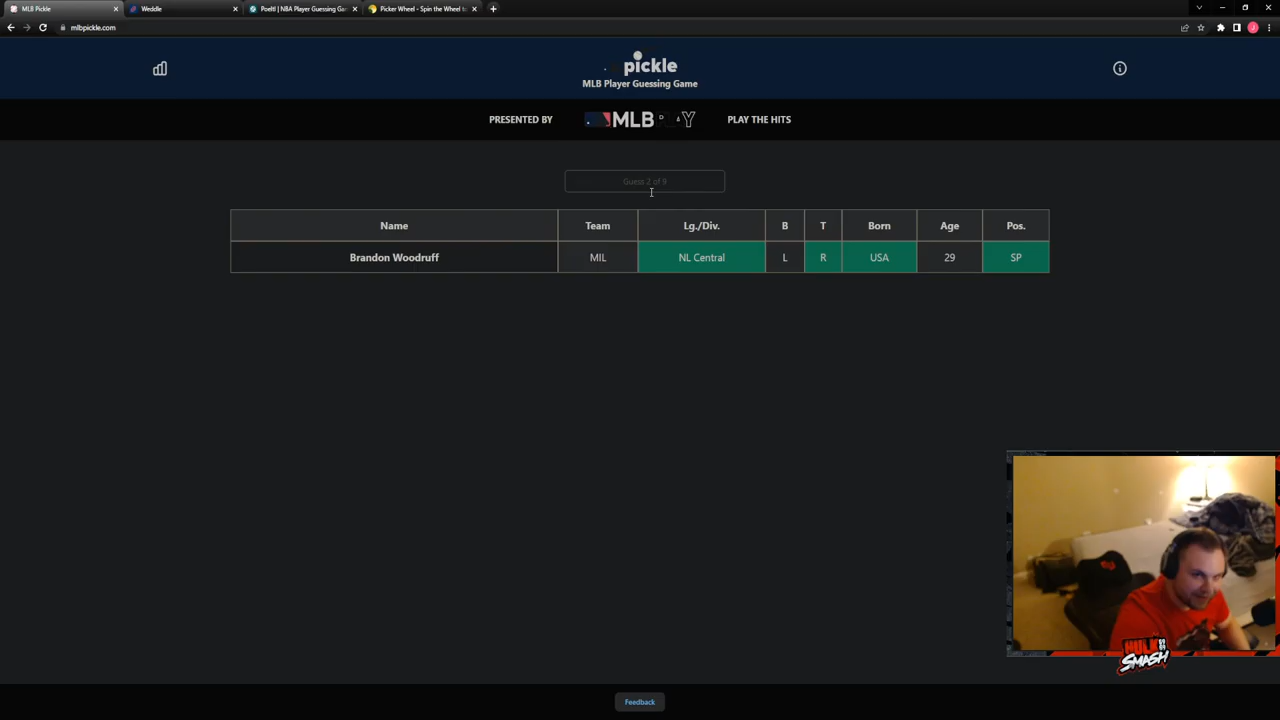 MLB Pickle
Weddle
Poeltl | NBA Player Guessing Ga
Picker Wheel - Spin the Wheel t
mlbpickle.com
J
pickle
MLB Player Guessing Game
PRESENTED BY
MLB
PLAY THE HITS
Guess 2 of 9
Name Team Lg./Div. B T Born Age Pos.
Brandon Woodruff MIL NL Central L R USA 29 SP
HULK
SMASH
Feedback